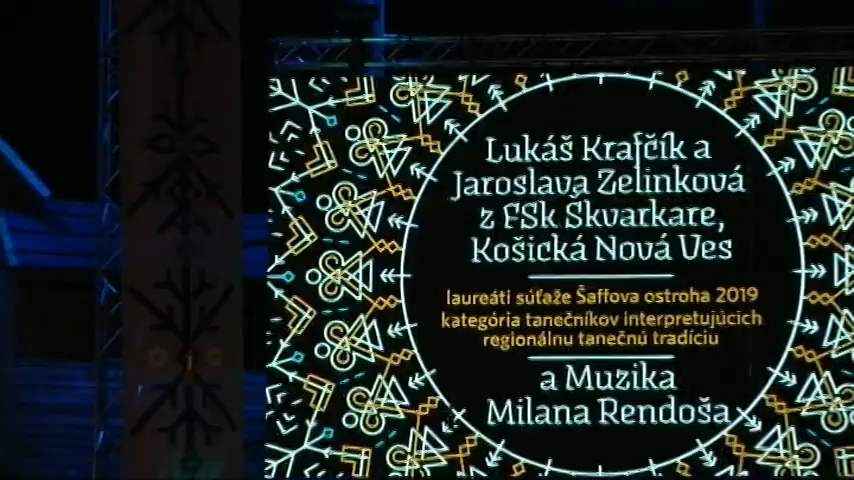 Lukáš Krafčík a
Jaroslava Zelinková
z FSk Škvarkare,
Košická Nová Ves
laureáti súťaže Šaffova ostroha 2019
kategória tanečníkov interpretujúcich
regionálnu tanečnú tradíciu
a Muzika
Milana Rendoša